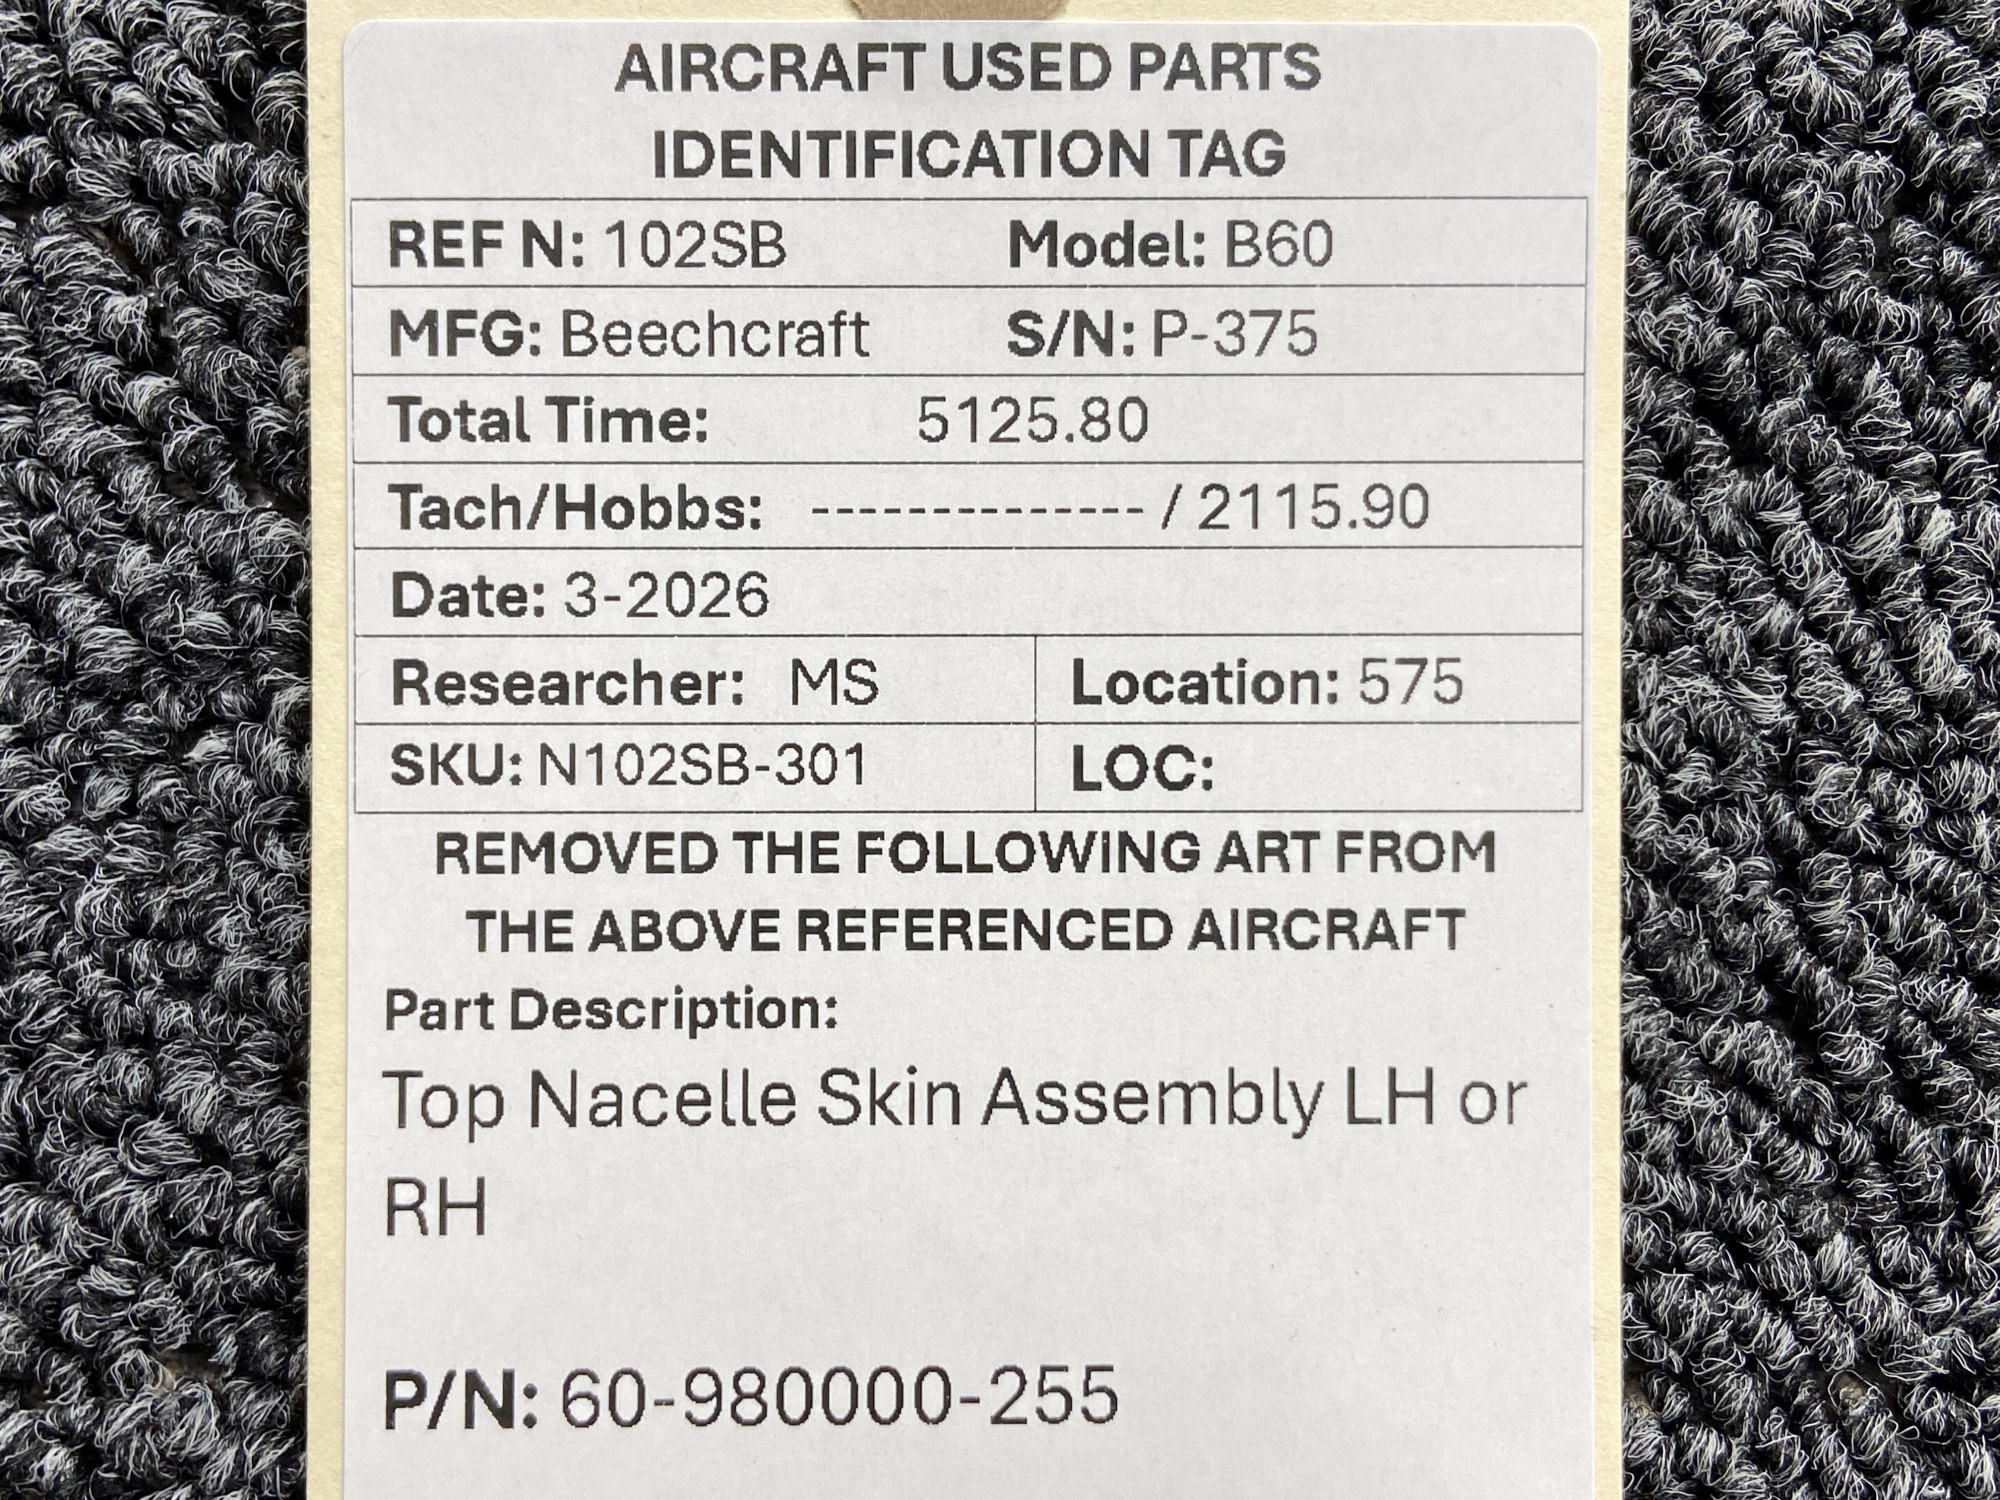 AIRCRAFT USED PARTS
IDENTIFICATION TAG
REF N: 102SB Model: B60
MFG: Beechcraft S/N: P-375
Total Time: 5125.80
Tach/Hobbs: -------------- / 2115.90
Date: 3-2026
Researcher: MS Location: 575
SKU: N102SB-301 LOC:
REMOVED THE FOLLOWING ART FROM
THE ABOVE REFERENCED AIRCRAFT
Part Description:
Top Nacelle Skin Assembly LH or
RH
P/N: 60-980000-255